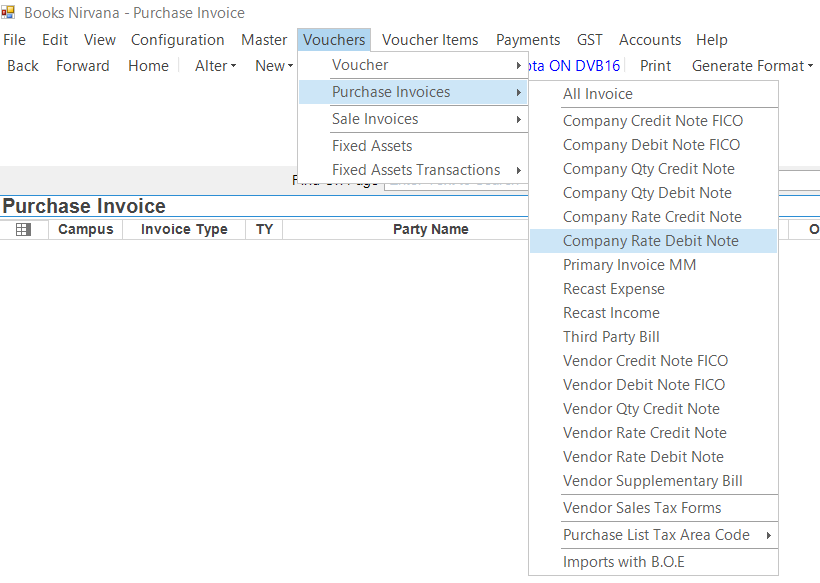 Books Nirvana - Purchase Invoice
File Edit View Configuration Master Vouchers Voucher Items Payments GST Accounts Help
Back Forward Home Alter New ON DVB16 Print Generate Format
Voucher
Purchase Invoices
Sale Invoices
Fixed Assets
Fixed Assets Transactions
All Invoice
Company Credit Note FICO
Company Debit Note FICO
Company Qty Credit Note
Company Qty Debit Note
Company Rate Credit Note
Company Rate Debit Note
Primary Invoice MM
Recast Expense
Recast Income
Third Party Bill
Vendor Credit Note FICO
Vendor Debit Note FICO
Vendor Qty Credit Note
Vendor Rate Credit Note
Vendor Rate Debit Note
Vendor Supplementary Bill
Vendor Sales Tax Forms
Purchase List Tax Area Code
Imports with B.O.E
Purchase Invoice
Campus Invoice Type TY Party Name